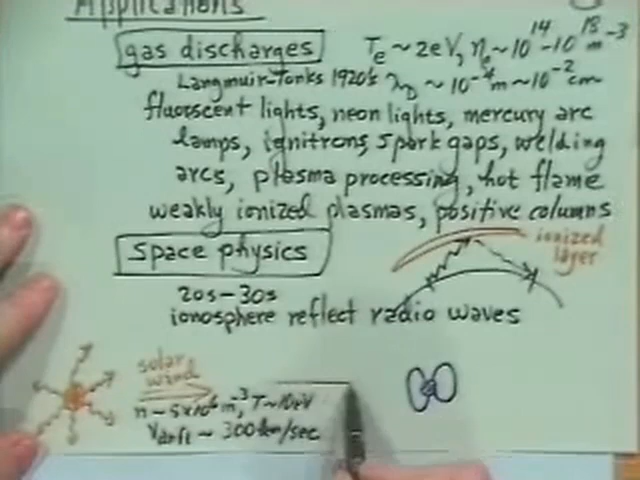 Applications
gas discharges Te ~ 2eV, ne ~ 10^14 - 10^18 m^-3
Langmuir-Tonks 1920's λD ~ 10^-4 m ~ 10^-2 cm
fluorscent lights, neon lights, mercury arc
lamps, ignitrons, spark gaps, welding
arcs, plasma processing, hot flame
weakly ionized plasmas, positive columns
space physics
ionized
layer
20s-30s
ionosphere reflect radio waves
solar
wind
n ~ 5x10^6 m^-3, T ~ 10eV
Vdrift ~ 300 km/sec